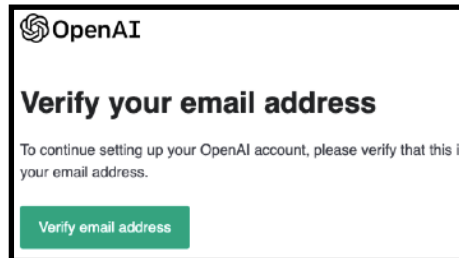 OpenAI
Verify your email address
To continue setting up your OpenAI account, please verify that this
your email address.
Verify email address